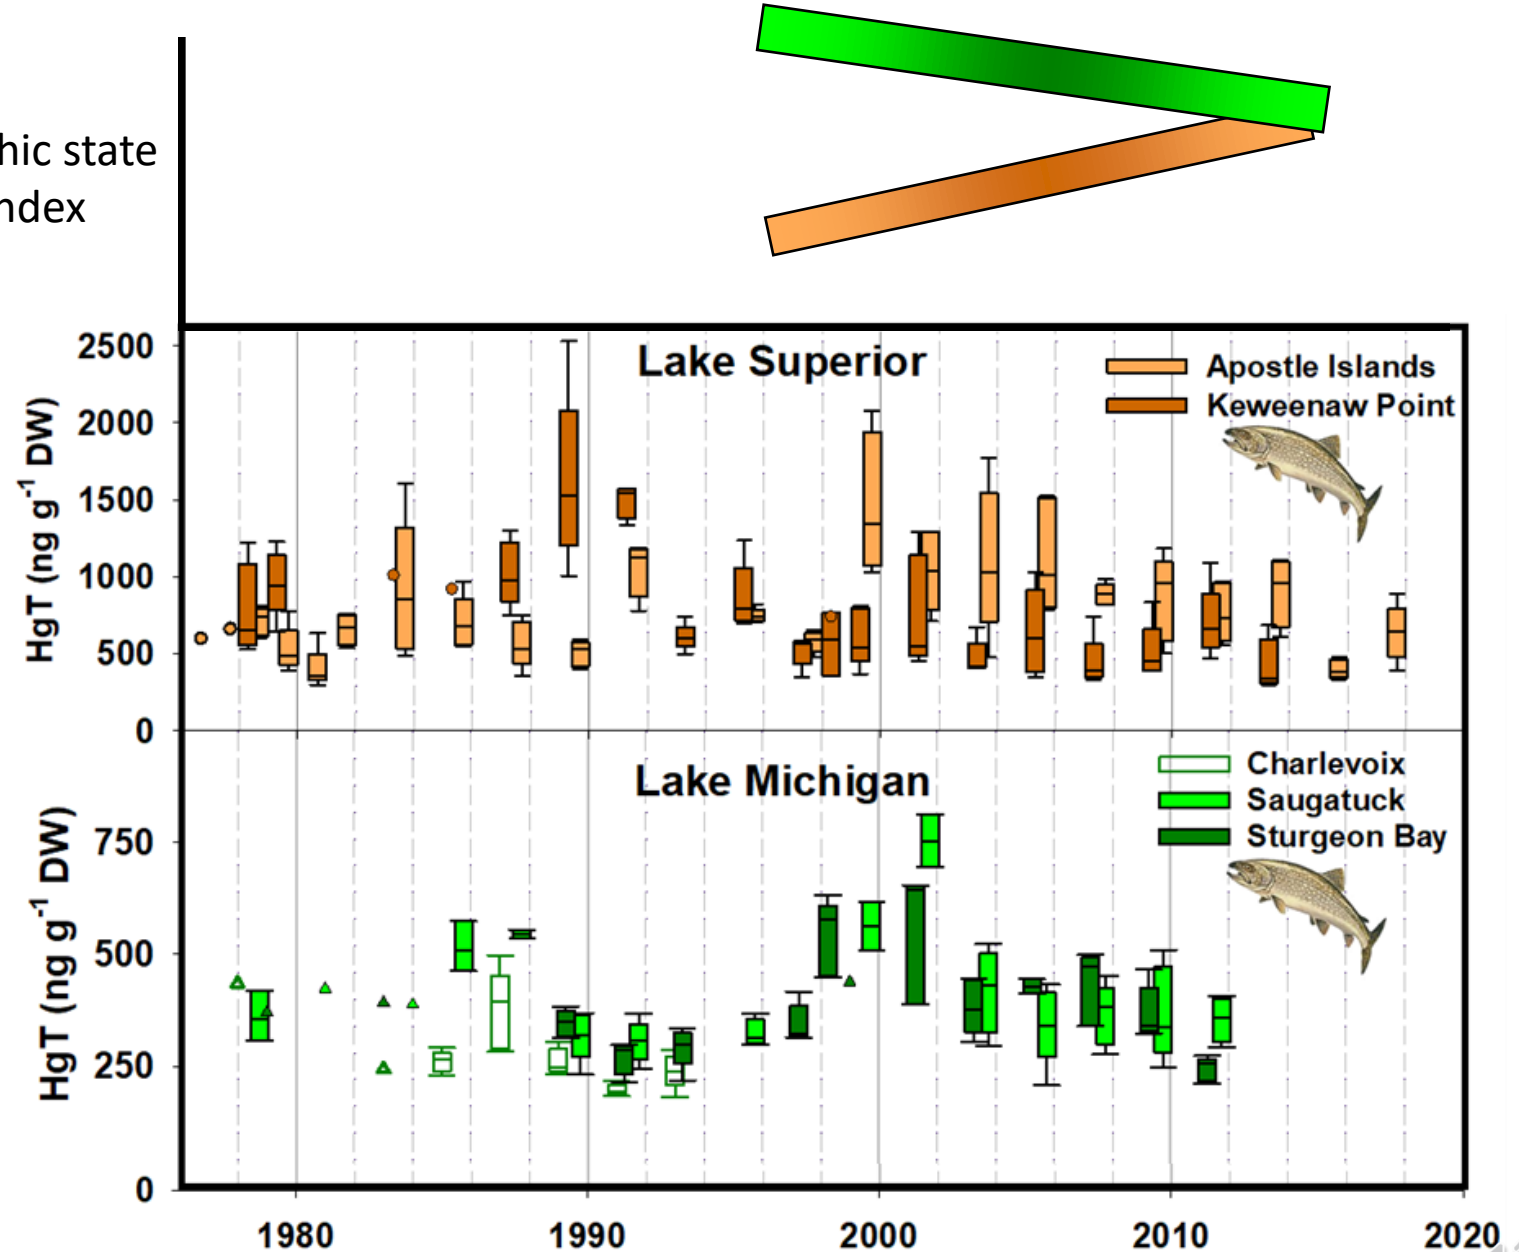 hic state
ndex
2500
2000
1500
1000
500
0
HgT (ng g-1 DW)
Lake Superior
Apostle Islands
Keweenaw Point
750
500
250
0
HgT (ng g-1 DW)
Lake Michigan
Charlevoix
Saugatuck
Sturgeon Bay
1980 1990 2000 2010 2020